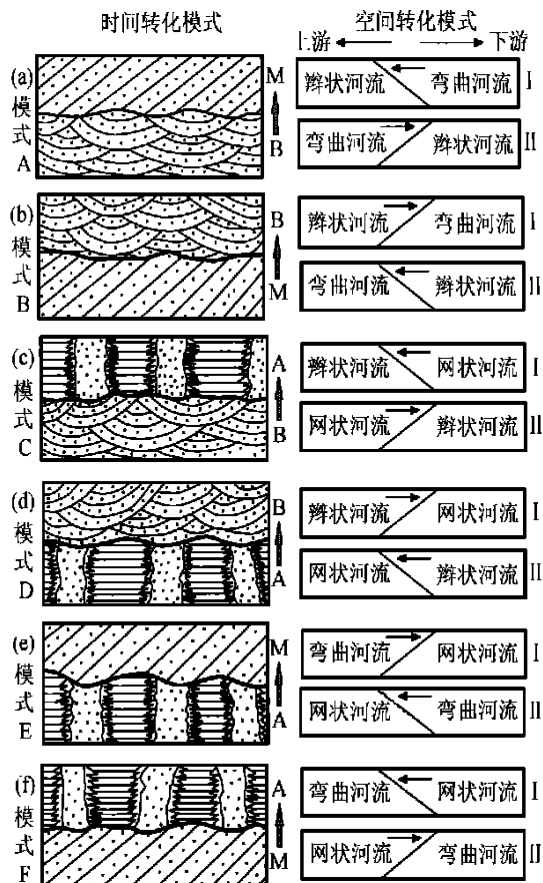 时间转化模式 空间转化模式
上游 下游
(a) 模式A M B 辫状河流 弯曲河流 I
弯曲河流 辫状河流 II
(b) 模式B B M 辫状河流 弯曲河流 I
弯曲河流 辫状河流 II
(c) 模式C A B 辫状河流 网状河流 I
网状河流 辫状河流 II
(d) 模式D B A 辫状河流 网状河流 I
网状河流 辫状河流 II
(e) 模式E M A 弯曲河流 网状河流 I
网状河流 弯曲河流 II
(f) 模式F A M 弯曲河流 网状河流 I
网状河流 弯曲河流 II